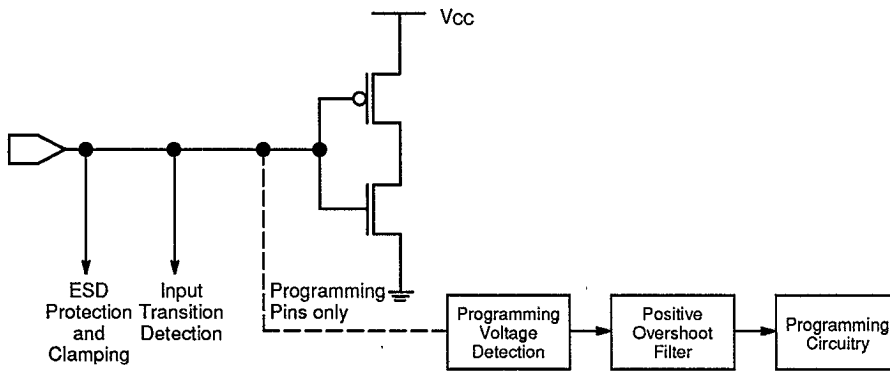 Vcc
ESD
Protection
and
Clamping
Input
Transition
Detection
Programming
Pins only
Programming
Voltage
Detection
Positive
Overshoot
Filter
Programming
Circuitry